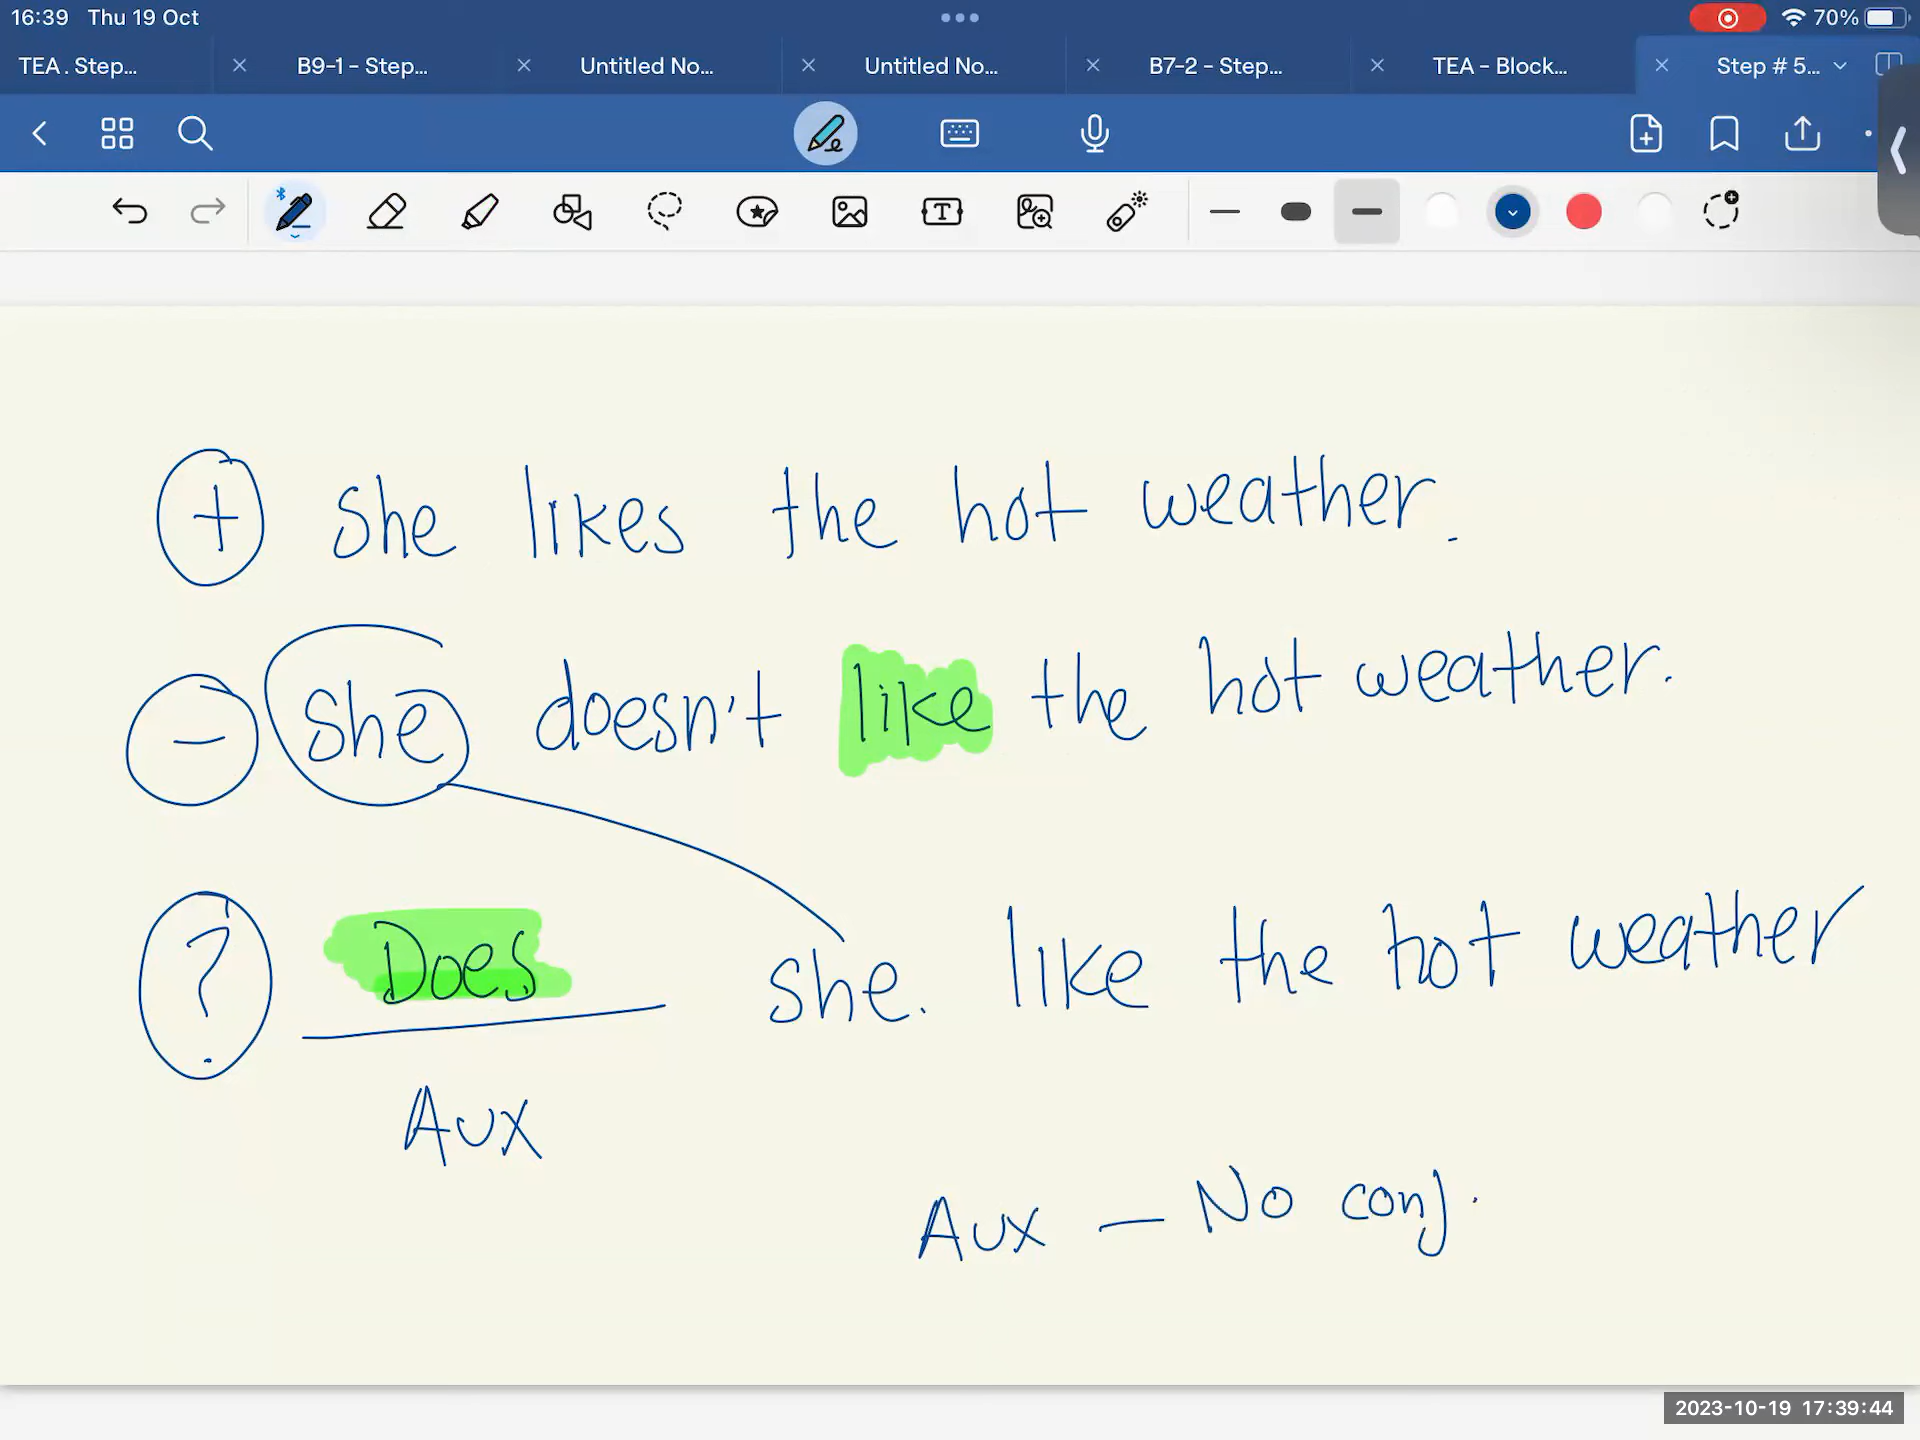 16:39 Thu 19 Oct
70%
TEA . Step... B9-1 - Step... Untitled No... Untitled No... B7-2 - Step... TEA - Block... Step # 5...
+ She likes the hot weather.
- She doesn't like the hot weather.
? Does she. like the hot weather
Aux
Aux — No conj.
2023-10-19 17:39:44